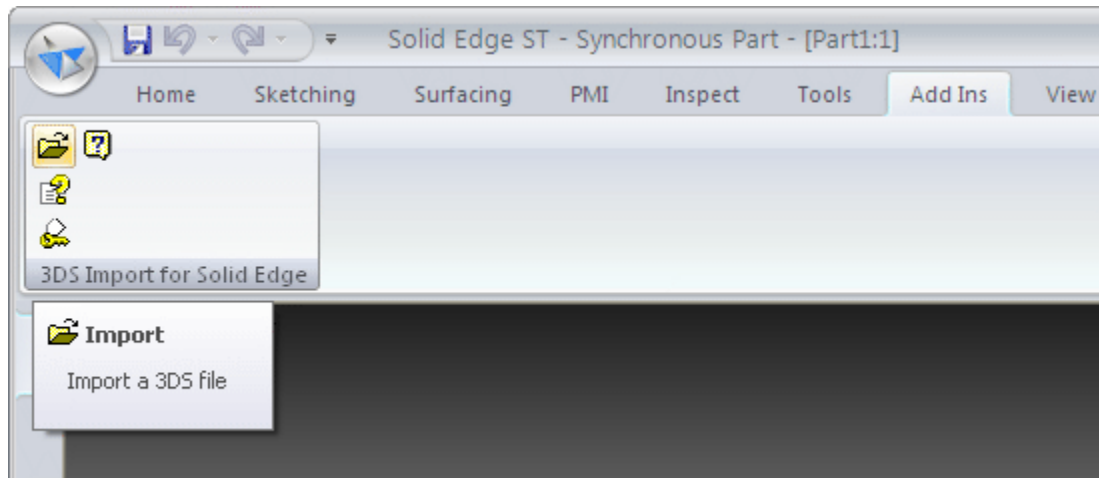 Solid Edge ST - Synchronous Part - [Part1:1]
Home Sketching Surfacing PMI Inspect Tools Add Ins View
3DS Import for Solid Edge
Import
Import a 3DS file